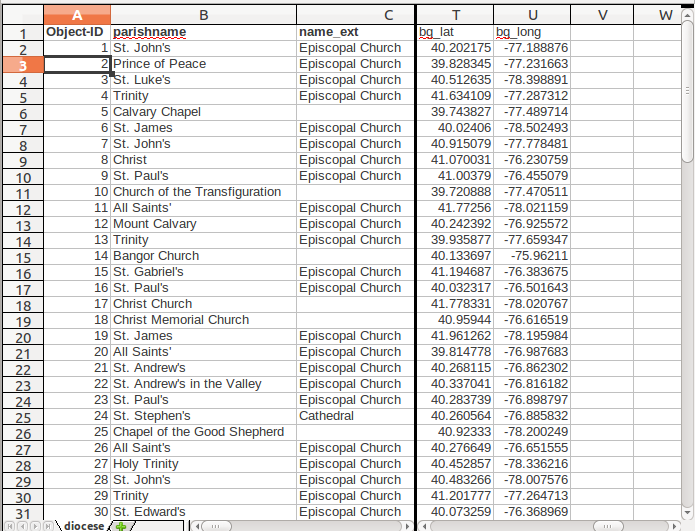 A B C T U V W
1 Object-ID parishname name_ext bg_lat bg_long
2 1 St. John's Episcopal Church 40.202175 -77.188876
3 2 Prince of Peace Episcopal Church 39.828345 -77.231663
4 3 St. Luke's Episcopal Church 40.512635 -78.398891
5 4 Trinity Episcopal Church 41.634109 -77.287312
6 5 Calvary Chapel 39.743827 -77.489714
7 6 St. James Episcopal Church 40.02406 -78.502493
8 7 St. John's Episcopal Church 40.915079 -77.778481
9 8 Christ Episcopal Church 41.070031 -76.230759
10 9 St. Paul's Episcopal Church 41.00379 -76.455079
11 10 Church of the Transfiguration 39.720888 -77.470511
12 11 All Saints' Episcopal Church 41.77256 -78.021159
13 12 Mount Calvary Episcopal Church 40.242392 -76.925572
14 13 Trinity Episcopal Church 39.935877 -77.659347
15 14 Bangor Church 40.133697 -75.96211
16 15 St. Gabriel's Episcopal Church 41.194687 -76.383675
17 16 St. Paul's Episcopal Church 40.032317 -76.501643
18 17 Christ Church 41.778331 -78.020767
19 18 Christ Memorial Church 40.95944 -76.616519
20 19 St. James Episcopal Church 41.961262 -78.195984
21 20 All Saints' Episcopal Church 39.814778 -76.987683
22 21 St. Andrew's Episcopal Church 40.268115 -76.862302
23 22 St. Andrew's in the Valley Episcopal Church 40.337041 -76.816182
24 23 St. Paul's Episcopal Church 40.283739 -76.898797
25 24 St. Stephen's Cathedral 40.260564 -76.885832
26 25 Chapel of the Good Shepherd 40.92333 -78.200249
27 26 All Saint's Episcopal Church 40.276649 -76.651555
28 27 Holy Trinity Episcopal Church 40.452857 -78.336216
29 28 St. John's Episcopal Church 40.483266 -78.007576
30 29 Trinity Episcopal Church 41.201777 -77.264713
31 30 St. Edward's Episcopal Church 40.073259 -76.368969
diocese